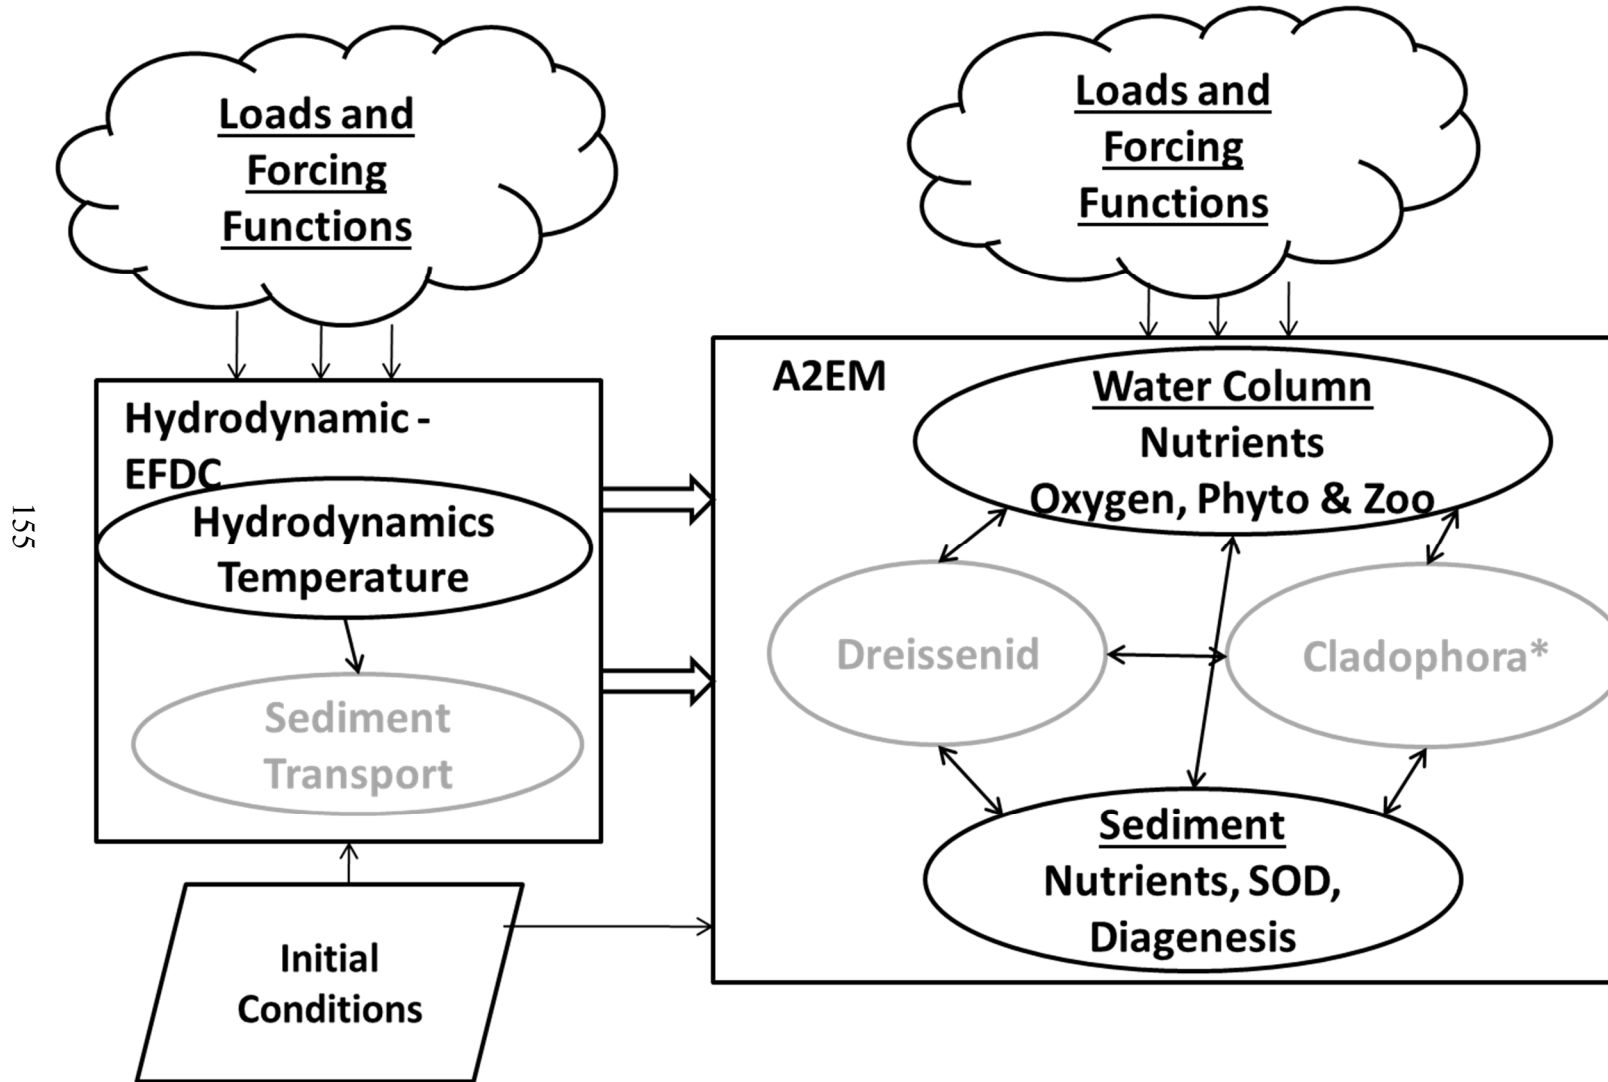 Loads and
Forcing
Functions
Loads and
Forcing
Functions
Hydrodynamic -
EFDC
Hydrodynamics
Temperature
Sediment
Transport
Initial
Conditions
A2EM
Water Column
Nutrients
Oxygen, Phyto & Zoo
Dreissenid
Cladophora*
Sediment
Nutrients, SOD,
Diagenesis
155